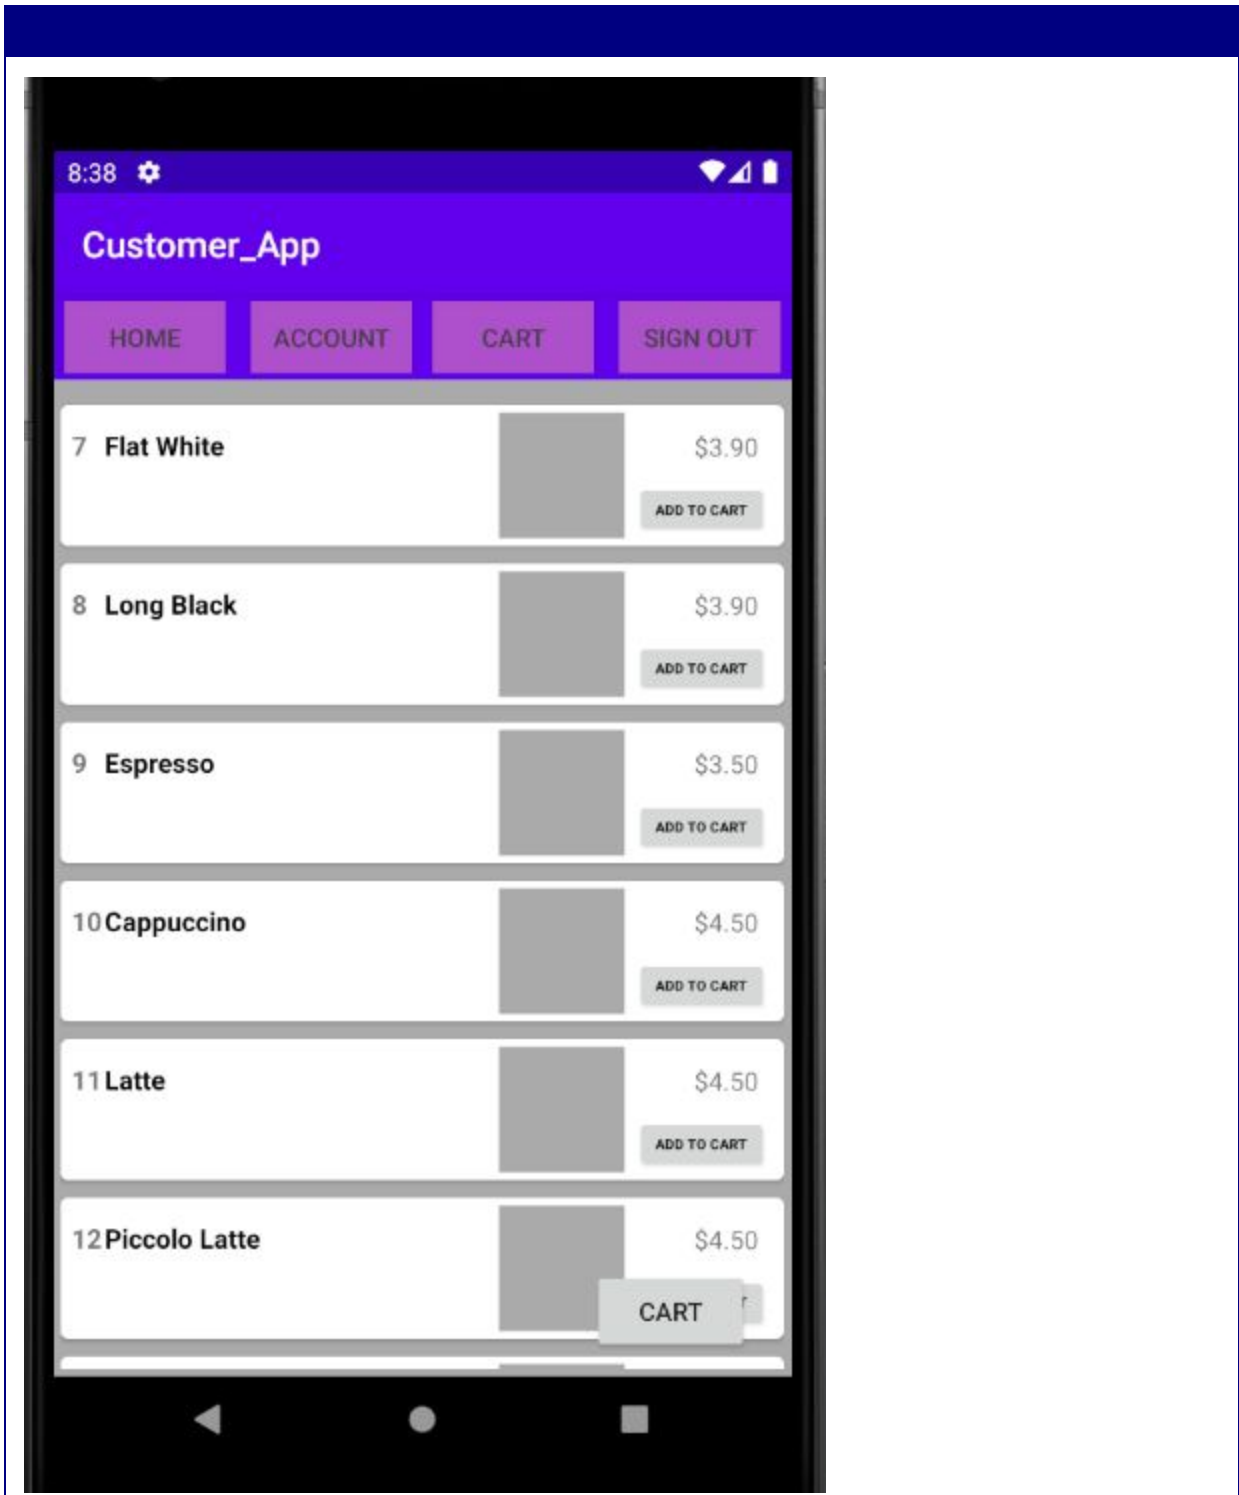 8:38
Customer_App
HOME ACCOUNT CART SIGN OUT
7 Flat White $3.90
ADD TO CART
8 Long Black $3.90
ADD TO CART
9 Espresso $3.50
ADD TO CART
10 Cappuccino $4.50
ADD TO CART
11 Latte $4.50
ADD TO CART
12 Piccolo Latte $4.50
CART